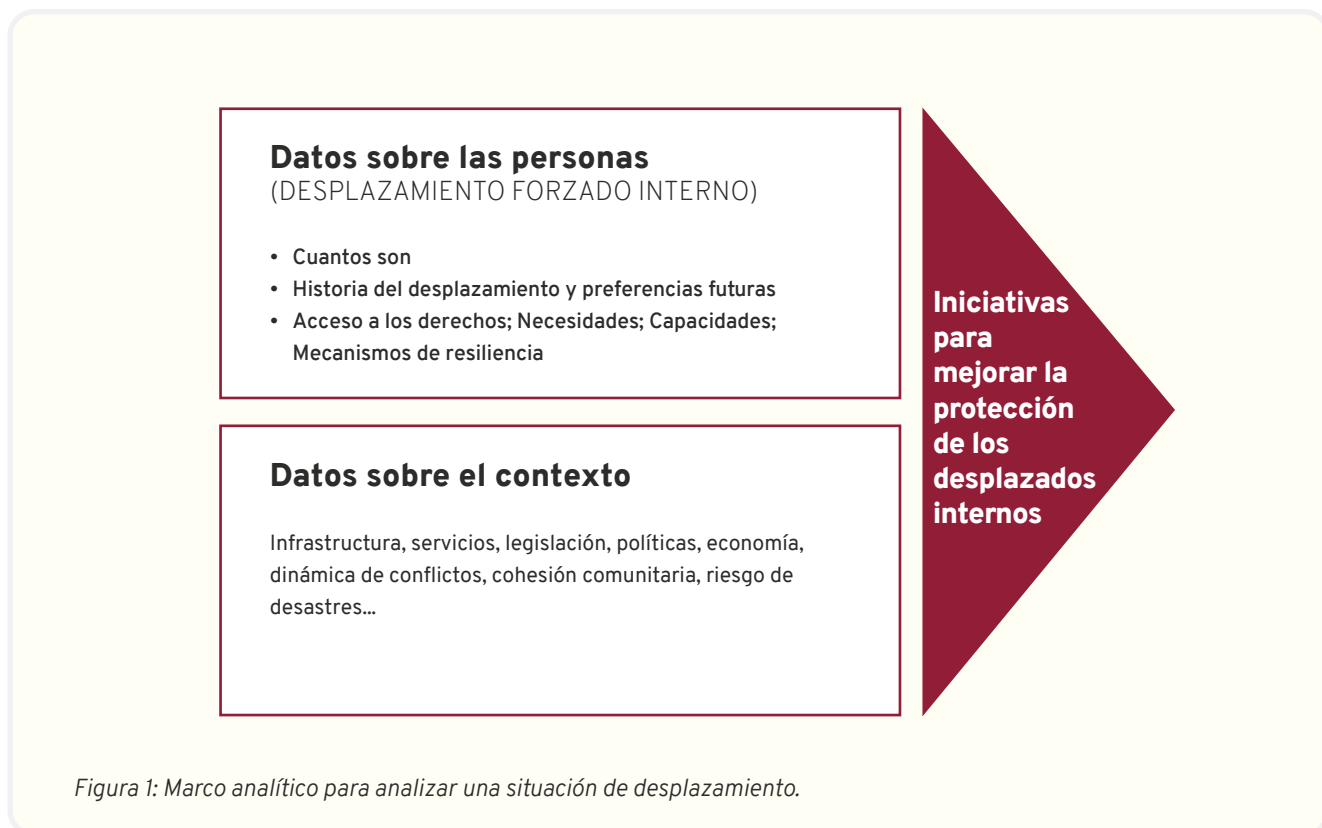 Datos sobre las personas
(DESPLAZAMIENTO FORZADO INTERNO)
• Cuantos son
• Historia del desplazamiento y preferencias futuras
• Acceso a los derechos; Necesidades; Capacidades;
Mecanismos de resiliencia
Datos sobre el contexto
Infrastructura, servicios, legislación, políticas, economía,
dinámica de conflictos, cohesión comunitaria, riesgo de
desastres...
Iniciativas
para
mejorar la
protección
de los
desplazados
internos
Figura 1: Marco analítico para analizar una situación de desplazamiento.